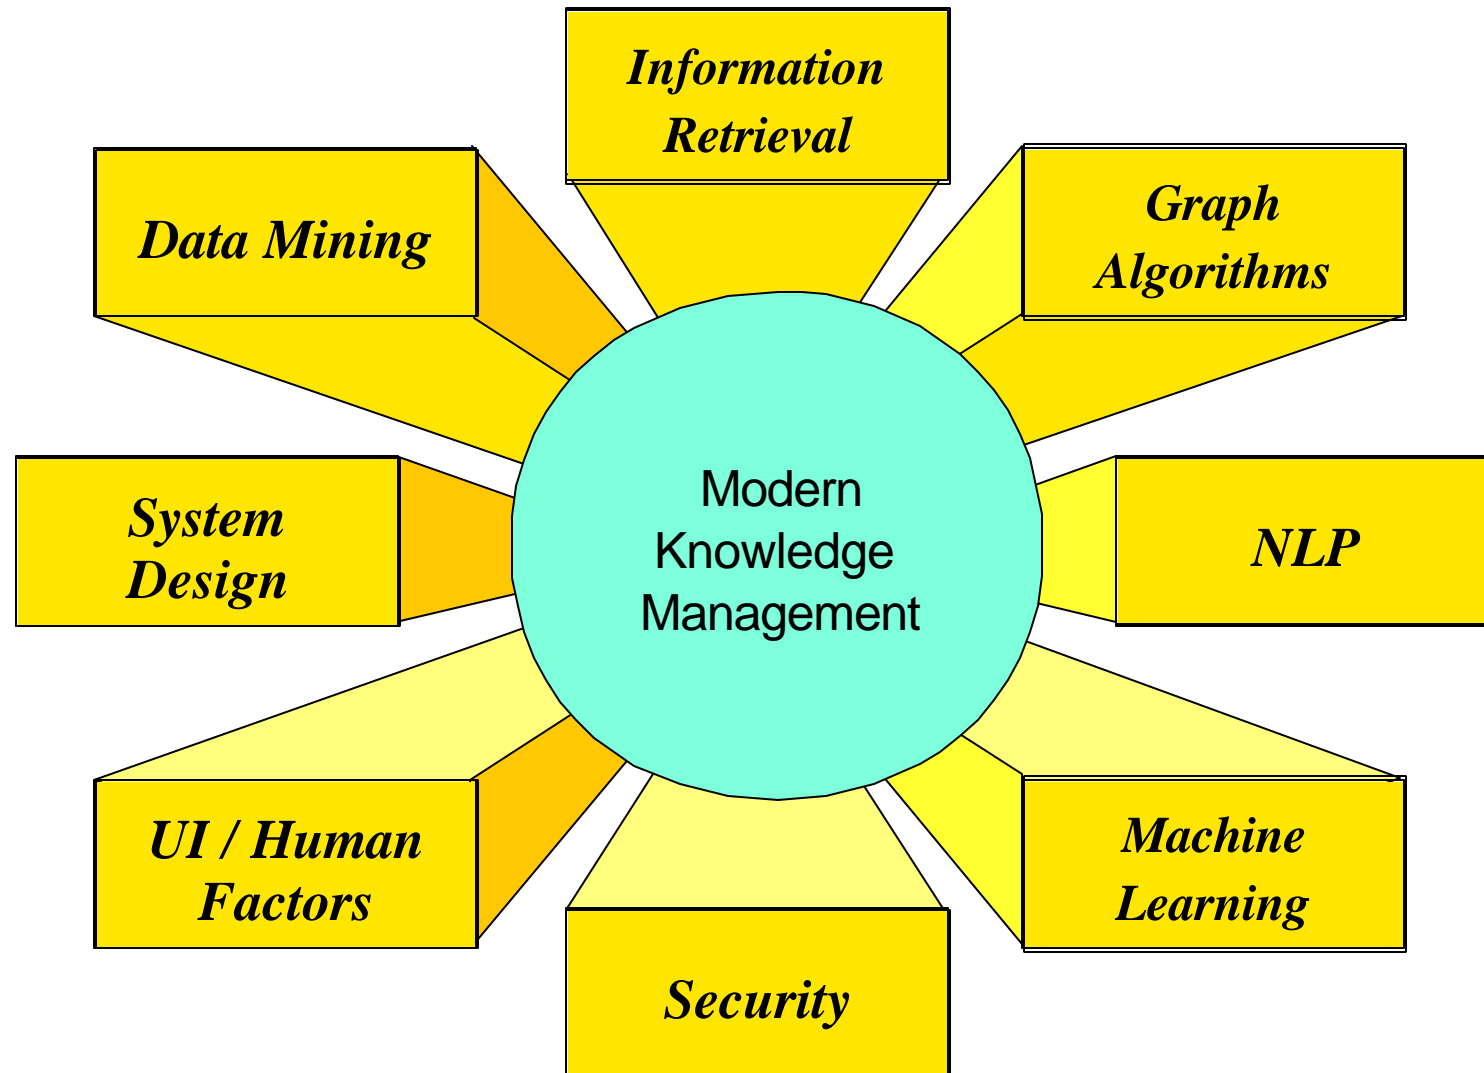 Information
Retrieval
Data Mining
Graph
Algorithms
System
Design
Modern
Knowledge
Management
NLP
UI / Human
Factors
Machine
Learning
Security